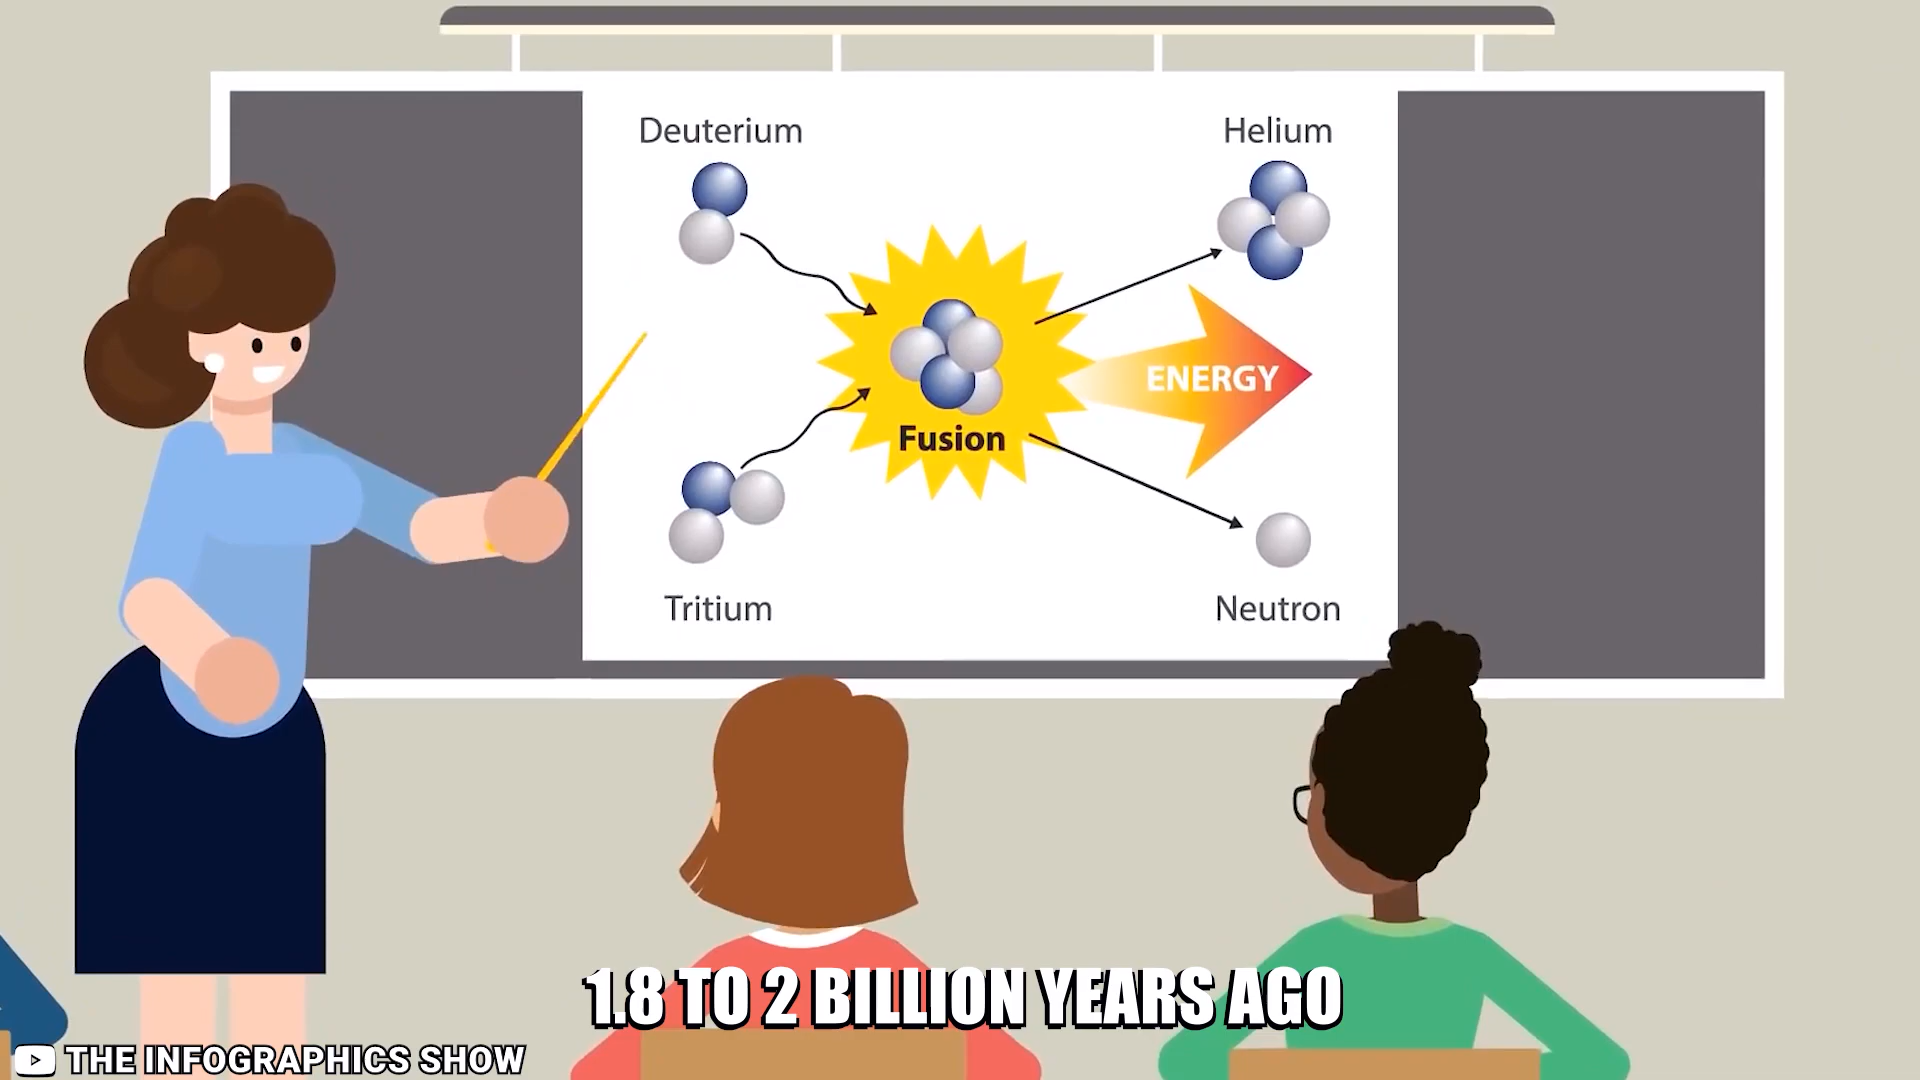 Deuterium
Helium
ENERGY
Fusion
Tritium
Neutron
1.8 TO 2 BILLION YEARS AGO
THE INFOGRAPHICS SHOW